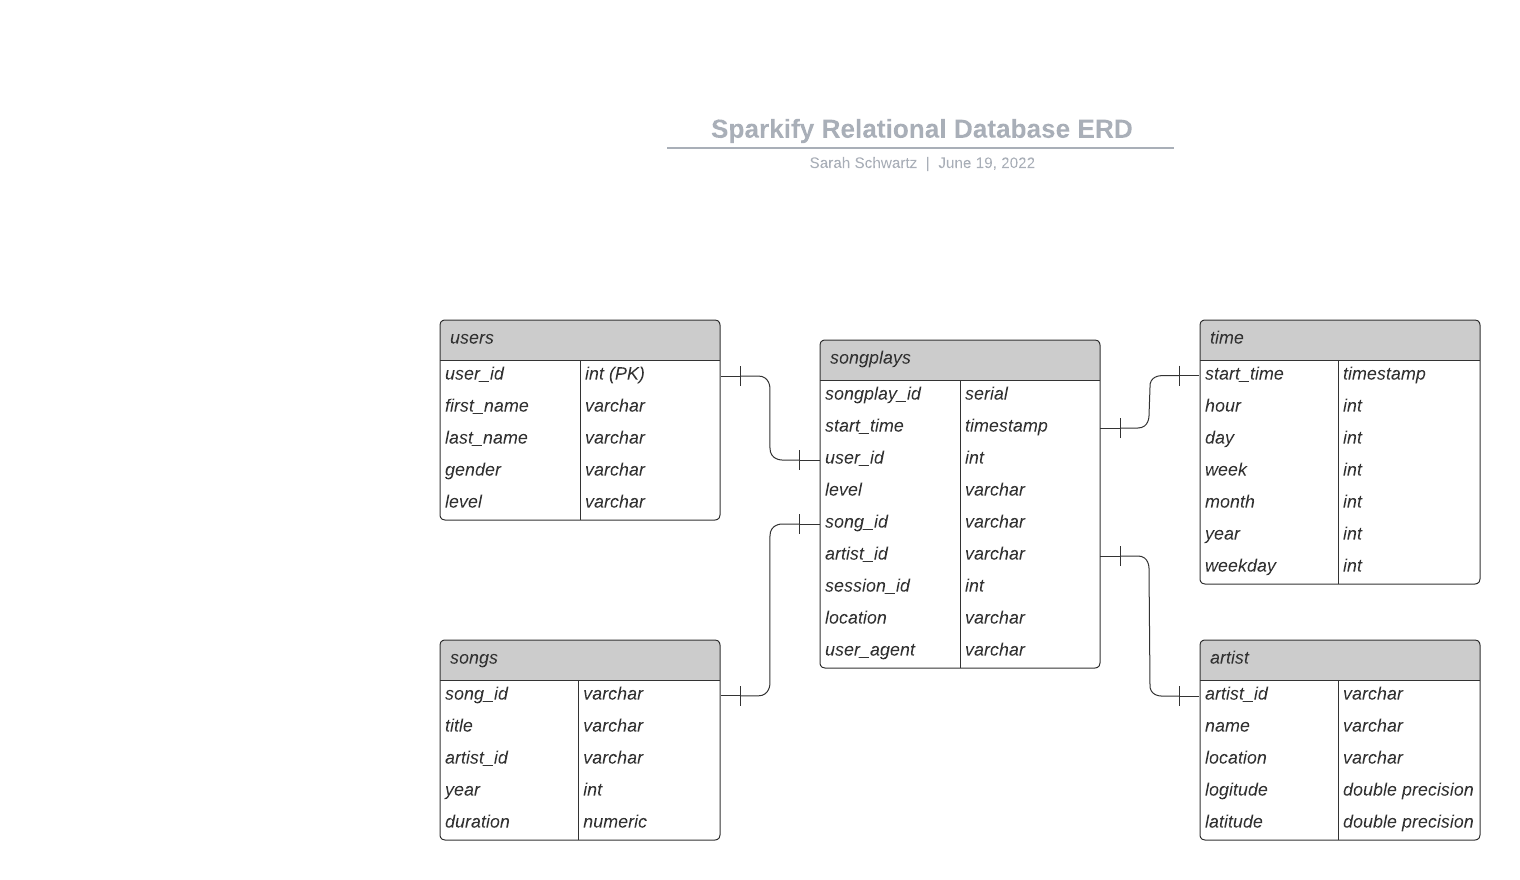 Sparkify Relational Database ERD
Sarah Schwartz | June 19, 2022
users
user_id int (PK)
first_name varchar
last_name varchar
gender varchar
level varchar
songplays
songplay_id serial
start_time timestamp
user_id int
level varchar
song_id varchar
artist_id varchar
session_id int
location varchar
user_agent varchar
time
start_time timestamp
hour int
day int
week int
month int
year int
weekday int
songs
song_id varchar
title varchar
artist_id varchar
year int
duration numeric
artist
artist_id varchar
name varchar
location varchar
logitude double precision
latitude double precision